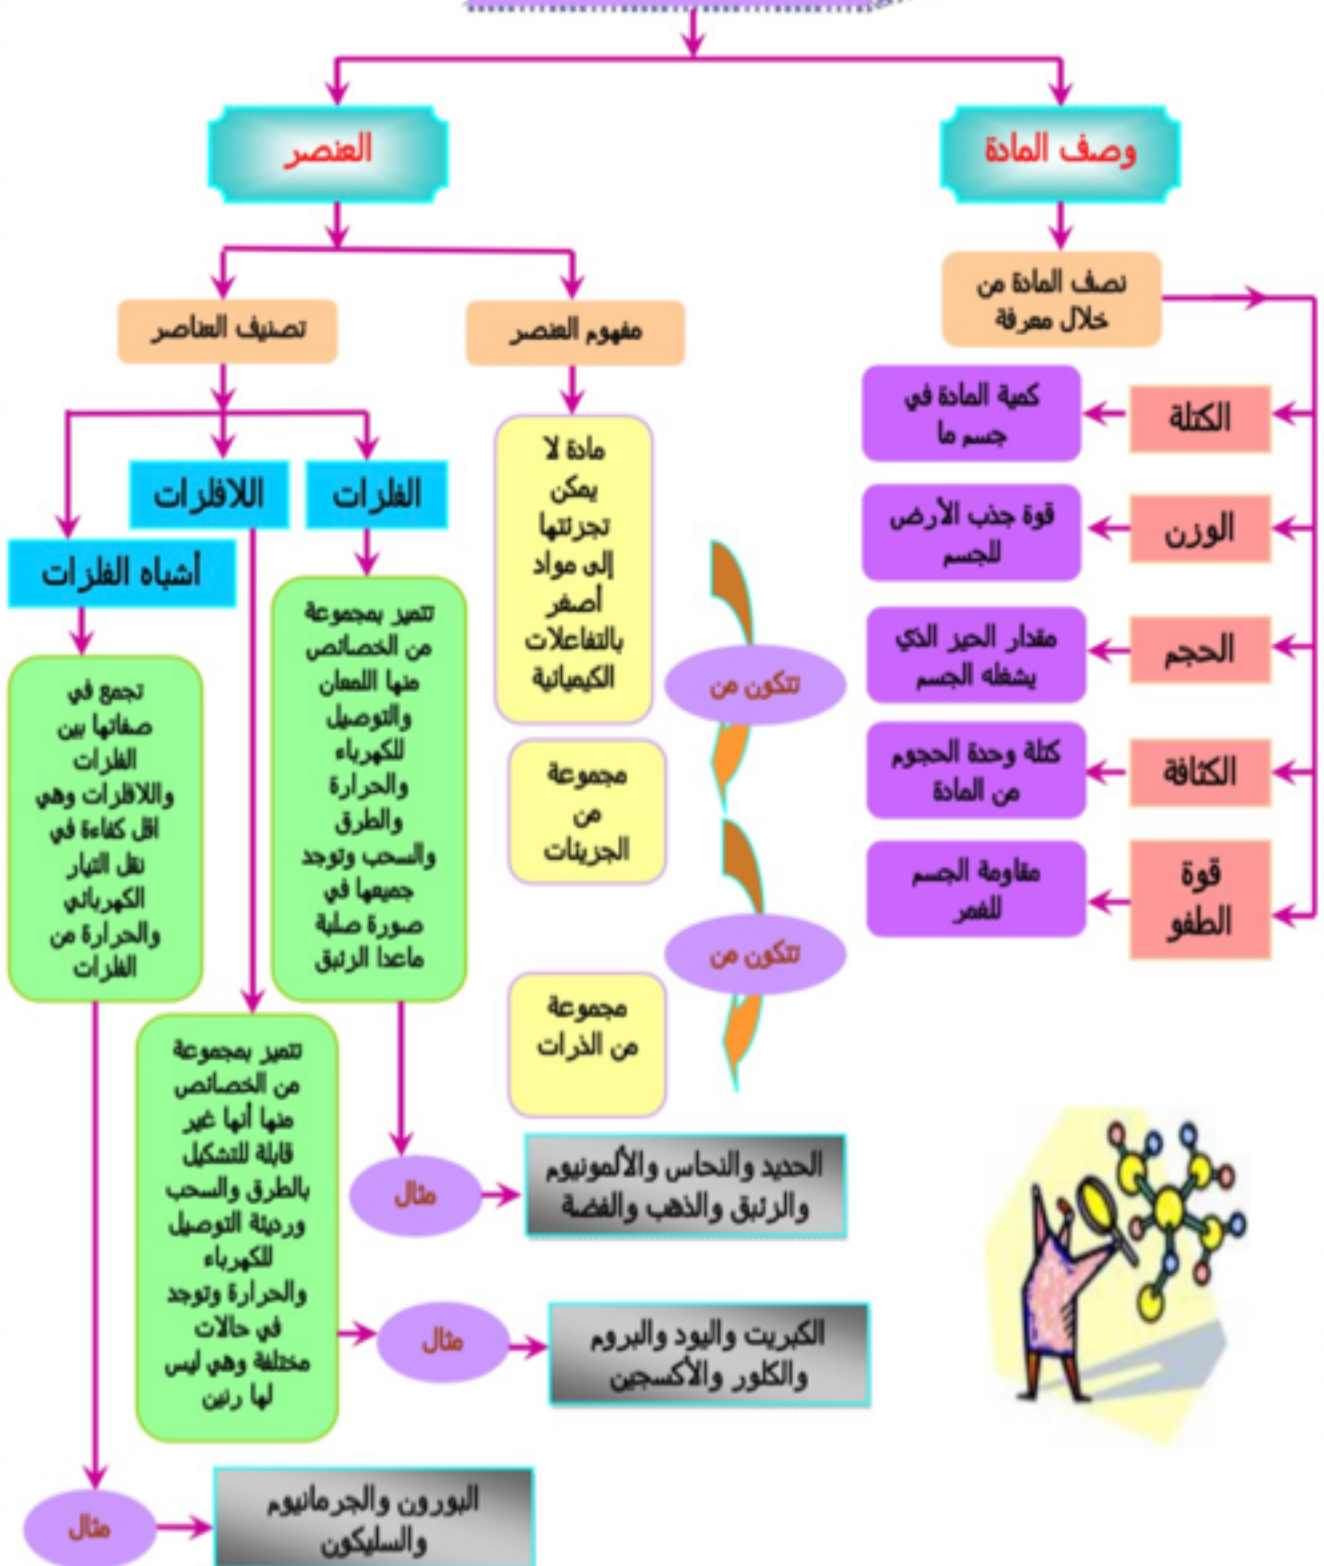 وصف المادة
نصف المادة من
خلال معرفة
الكتلة
كمية المادة في
جسم ما
الوزن
قوة جذب الأرض
للجسم
الحجم
مقدار الحيز الذي
يشغله الجسم
الكثافة
كتلة وحدة الحجوم
من المادة
قوة
الطفو
مقاومة الجسم
للغمر
العنصر
مفهوم العنصر
مادة لا
يمكن
تجزئتها
إلى مواد
أصغر
بالتفاعلات
الكيميائية
تتكون من
مجموعة
من
الجزيئات
تتكون من
مجموعة
من الذرات
تصنيف العناصر
الفلزات
تتميز بمجموعة
من الخصائص
منها اللمعان
والتوصيل
للكهرباء
والحرارة
والطرق
والسحب وتوجد
جميعها في
صورة صلبة
ماعدا الزئبق
مثال
الحديد والنحاس والألمونيوم
والزئبق والذهب والفضة
اللافلزات
تتميز بمجموعة
من الخصائص
منها أنها غير
قابلة للتشكيل
بالطرق والسحب
ورديئة التوصيل
للكهرباء
والحرارة وتوجد
في حالات
مختلفة وهي ليس
لها رنين
مثال
الكبريت واليود والبروم
والكلور والأكسجين
أشباه الفلزات
تجمع في
صفاتها بين
الفلزات
واللافلزات وهي
اقل كفاءة في
نقل التيار
الكهربائي
والحرارة من
الفلزات
مثال
البورون والجرمانيوم
والسليكون